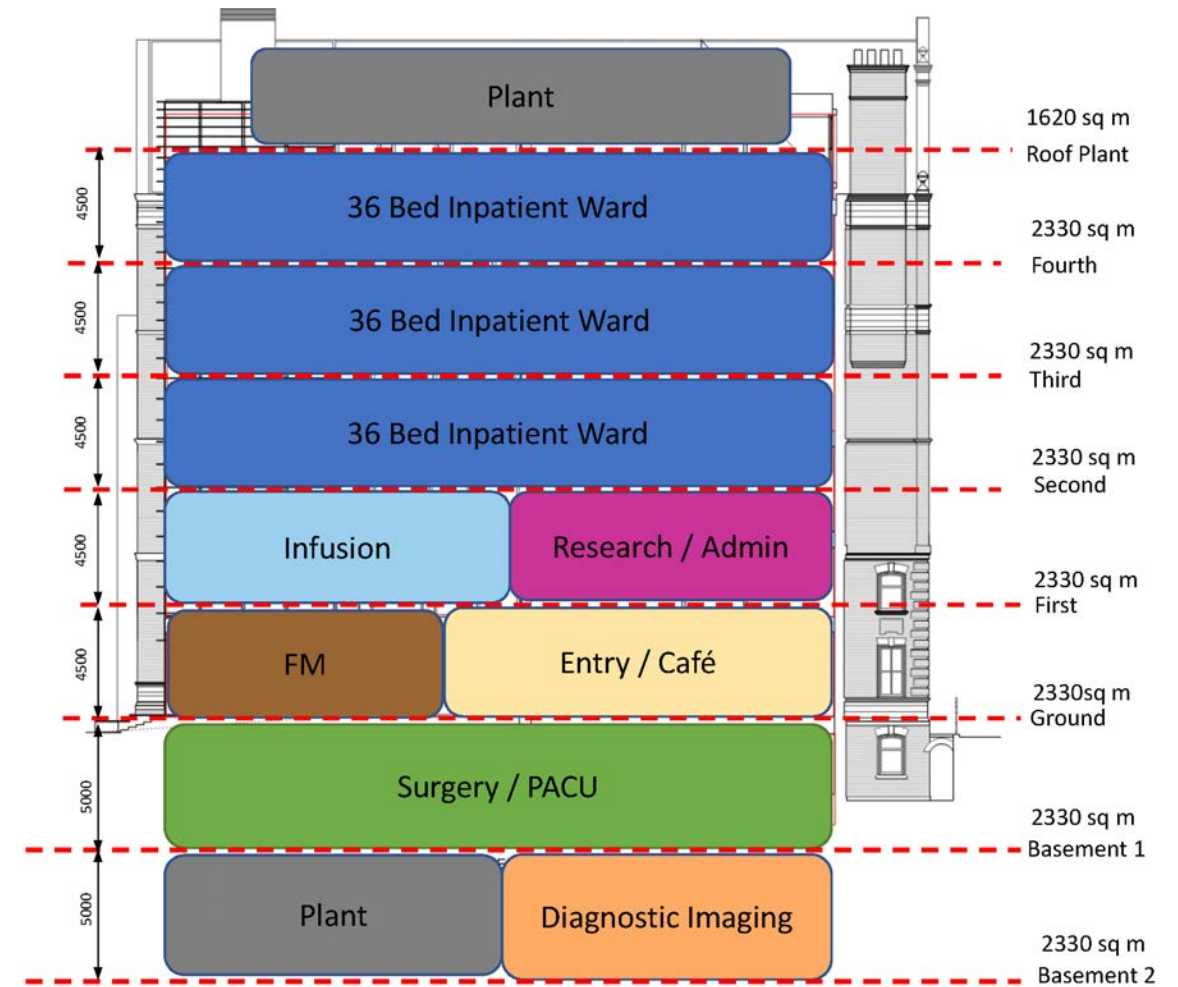 Plant
1620 sq m
Roof Plant
4500
36 Bed Inpatient Ward
2330 sq m
Fourth
4500
36 Bed Inpatient Ward
2330 sq m
Third
4500
36 Bed Inpatient Ward
2330 sq m
Second
4500
Infusion
Research / Admin
2330 sq m
First
4500
FM
Entry / Café
2330sq m
Ground
5000
Surgery / PACU
2330 sq m
Basement 1
5000
Plant
Diagnostic Imaging
2330 sq m
Basement 2